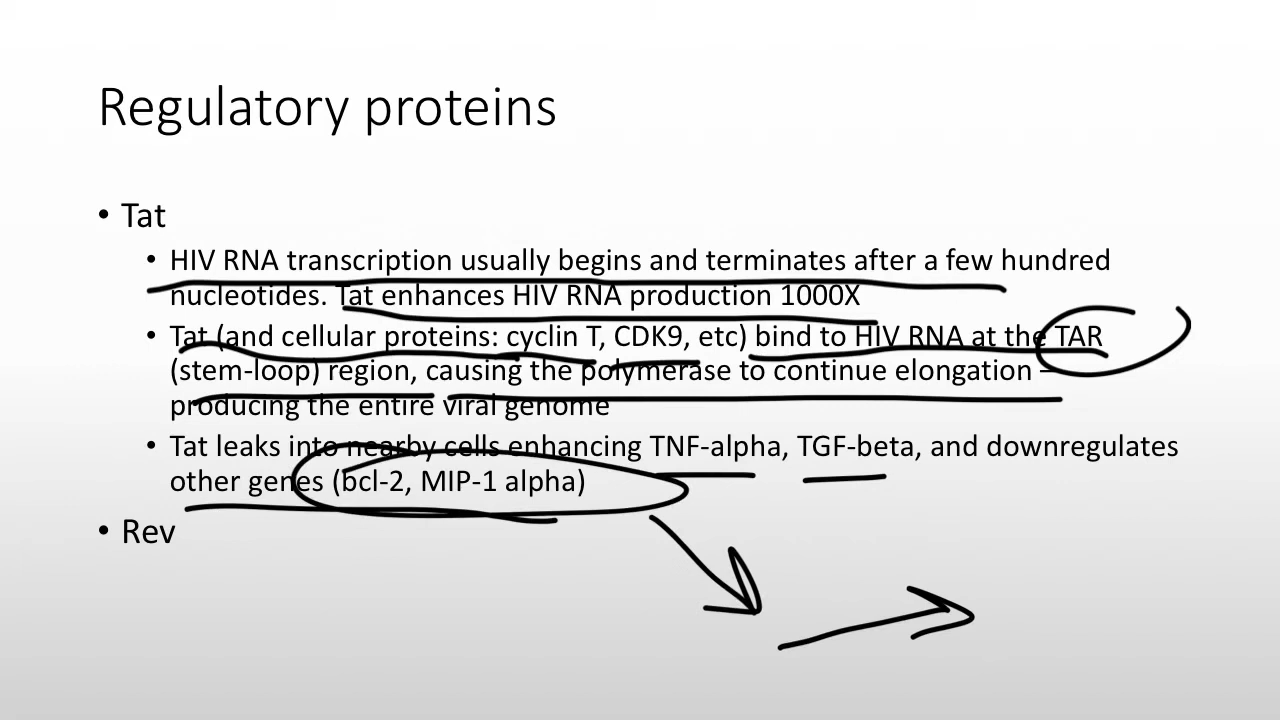 Regulatory proteins
• Tat
• HIV RNA transcription usually begins and terminates after a few hundred
nucleotides. Tat enhances HIV RNA production 1000X
• Tat (and cellular proteins: cyclin T, CDK9, etc) bind to HIV RNA at the TAR
(stem-loop) region, causing the polymerase to continue elongation –
producing the entire viral genome
• Tat leaks into nearby cells enhancing TNF-alpha, TGF-beta, and downregulates
other genes (bcl-2, MIP-1 alpha)
• Rev